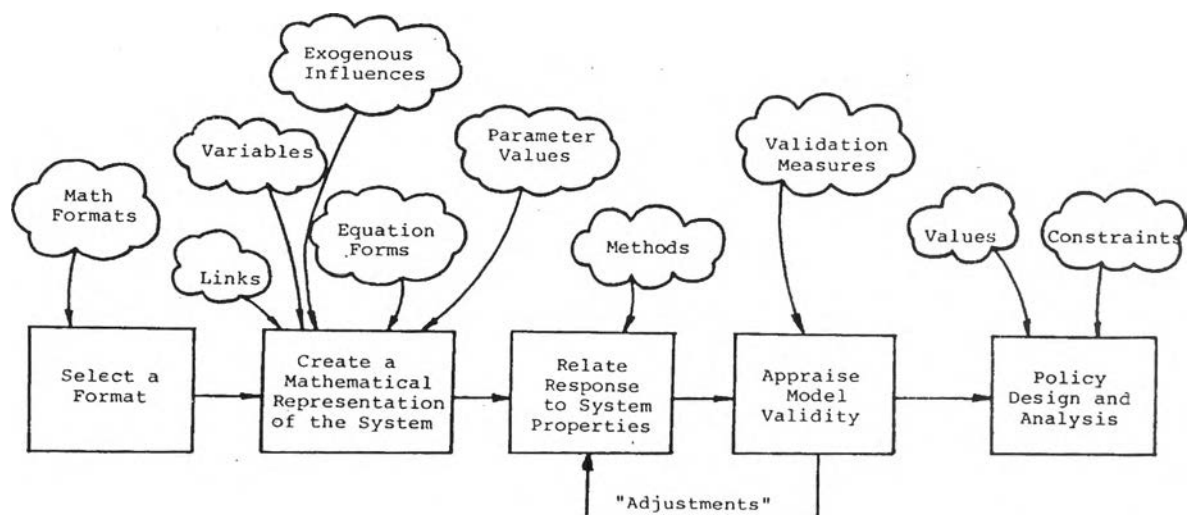 Exogenous
Influences
Variables
Parameter
Values
Validation
Measures
Math
Formats
Equation
Forms
Links
Methods
Values
Constraints
Select a
Format
Create a
Mathematical
Representation
of the System
Relate
Response
to System
Properties
Appraise
Model
Validity
Policy
Design and
Analysis
"Adjustments"